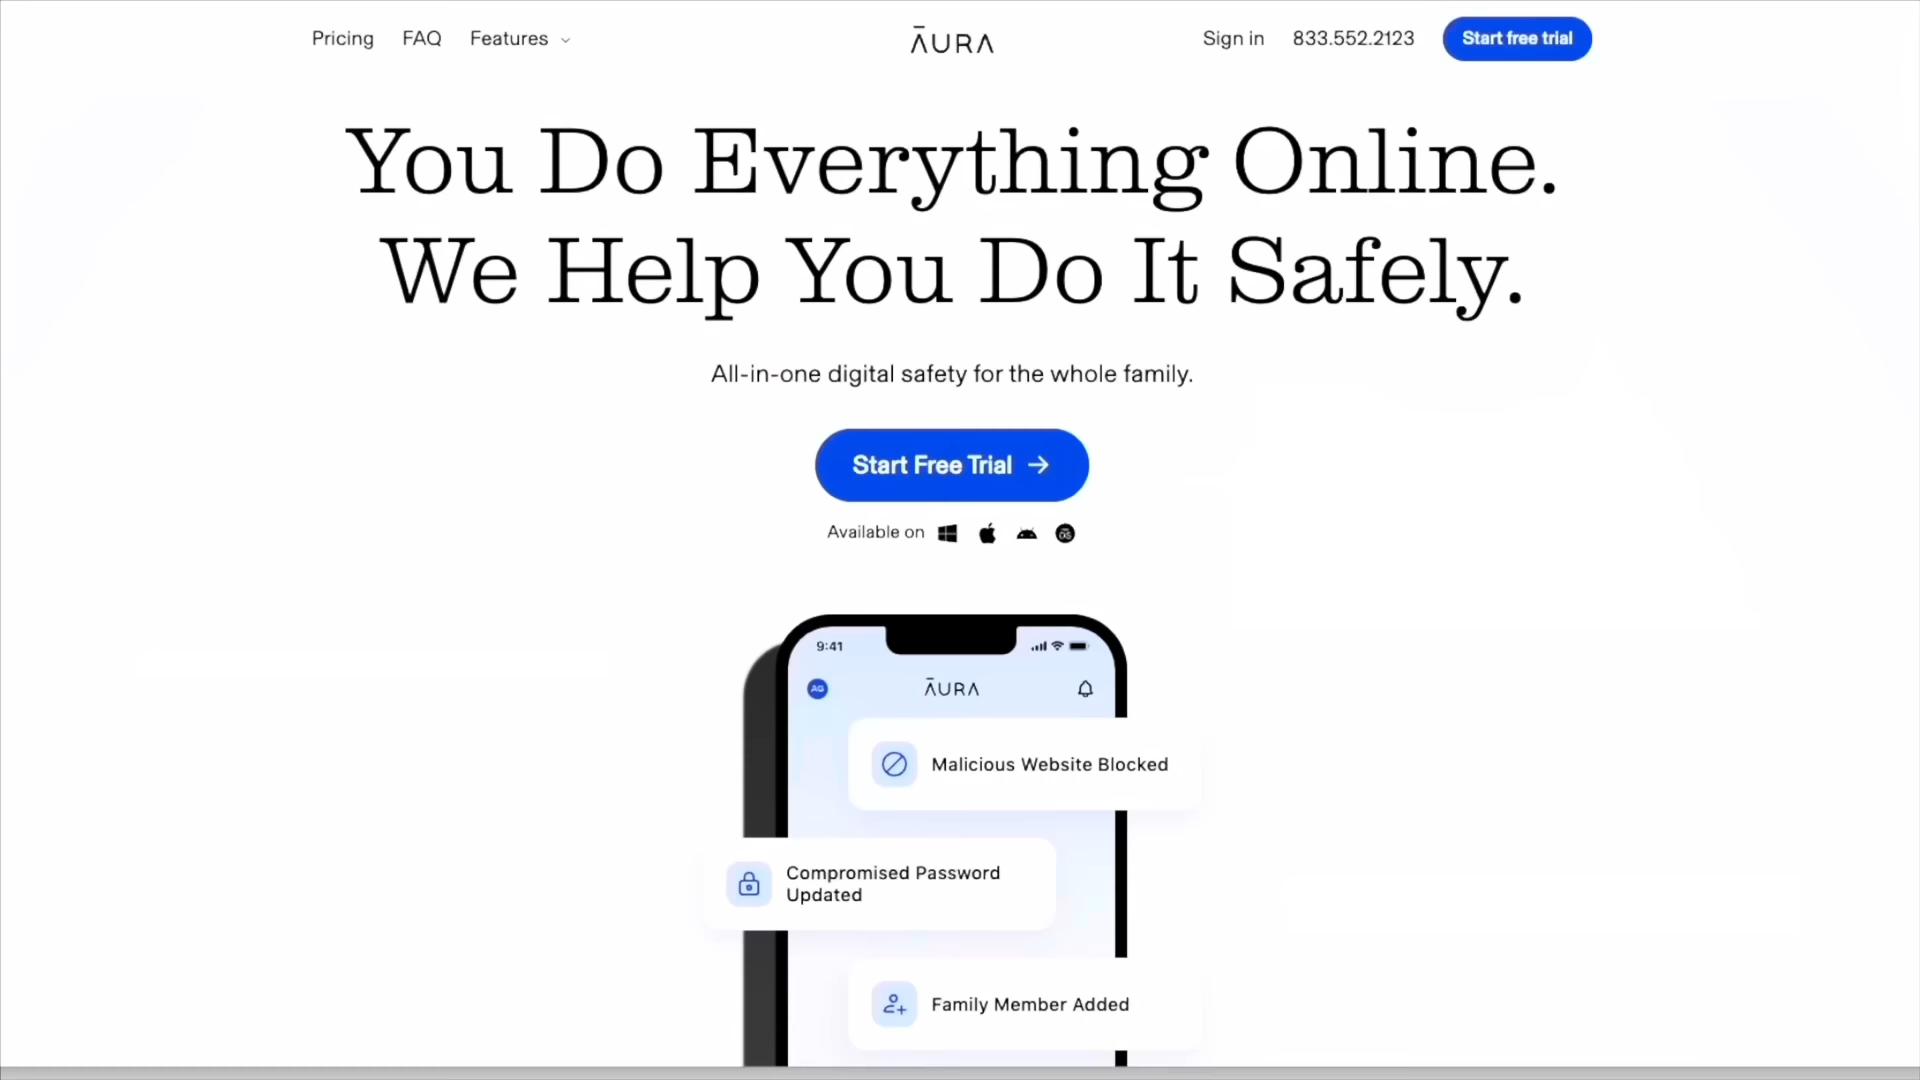 Pricing FAQ Features
ĀURA
Sign in 833.552.2123 Start free trial
You Do Everything Online.
We Help You Do It Safely.
All-in-one digital safety for the whole family.
Start Free Trial →
Available on
9:41
AG ĀURA
Malicious Website Blocked
Compromised Password
Updated
Family Member Added